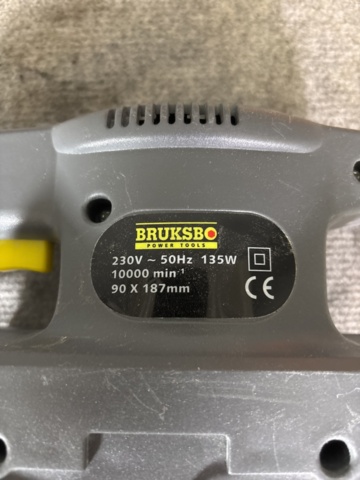 BRUKSBO
POWER TOOLS
230V ~ 50Hz 135W
10000 min⁻¹
90 X 187mm
CE